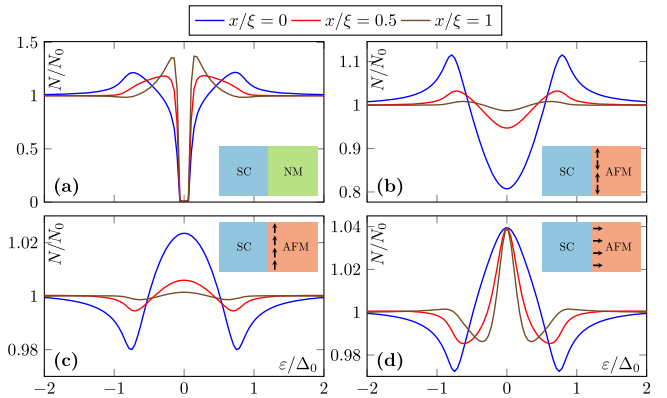 x/ξ = 0 x/ξ = 0.5 x/ξ = 1
N/N₀
1.5
1
0.5
0
(a)
SC NM
N/N₀
1.1
1
0.9
0.8
(b)
SC AFM
N/N₀
1.02
1
0.98
(c)
SC AFM
−2 −1 0 1 2
ε/Δ₀
N/N₀
1.04
1.02
1
0.98
(d)
SC AFM
−2 −1 0 1 2
ε/Δ₀